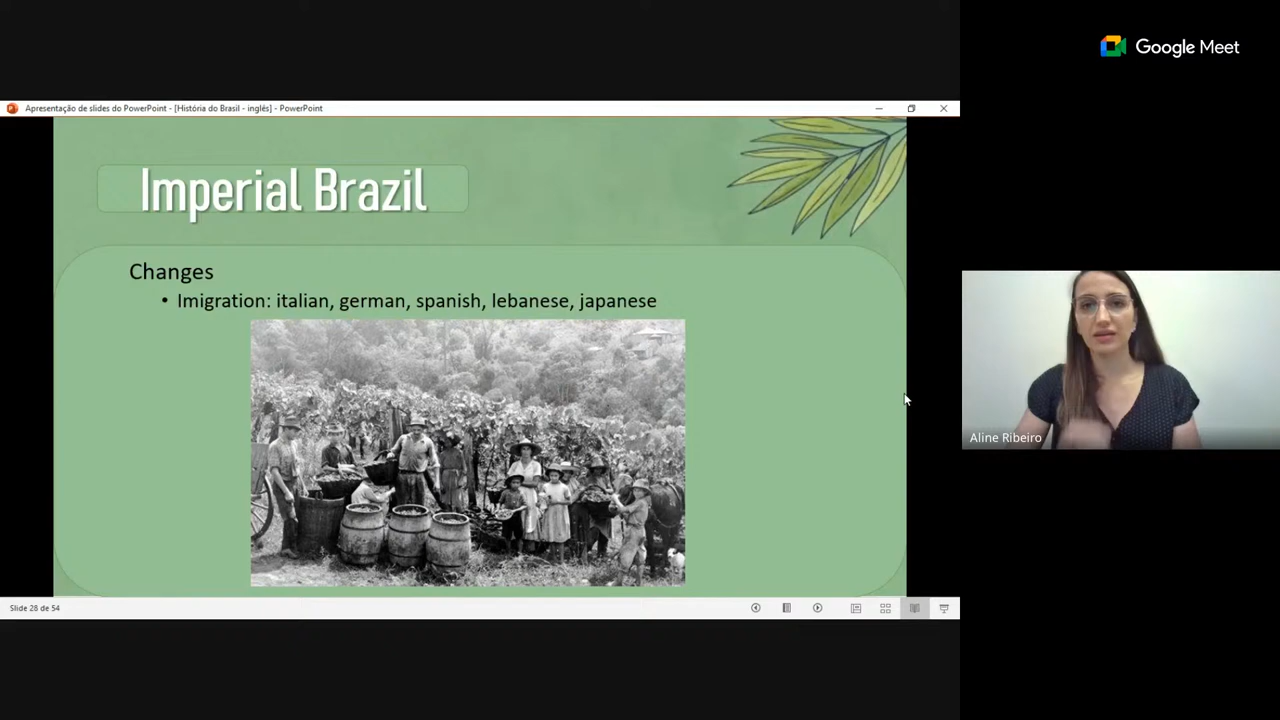 Google Meet
Apresentação de slides do PowerPoint - [História do Brasil - inglês] - PowerPoint
Imperial Brazil
Changes
• Imigration: italian, german, spanish, lebanese, japanese
Aline Ribeiro
Slide 28 de 54